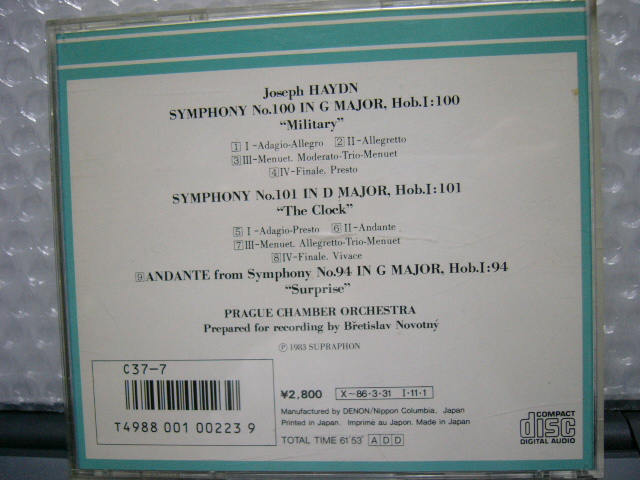 Joseph HAYDN
SYMPHONY No.100 IN G MAJOR, Hob.I:100
“Military”
1 I-Adagio-Allegro 2 II-Allegretto
3 III-Menuet. Moderato-Trio-Menuet
4 IV-Finale. Presto
SYMPHONY No.101 IN D MAJOR, Hob.I:101
“The Clock”
5 I-Adagio-Presto 6 II-Andante
7 III-Menuet. Allegretto-Trio-Menuet
8 IV-Finale. Vivace
9 ANDANTE from Symphony No.94 IN G MAJOR, Hob.I:94
“Surprise”
PRAGUE CHAMBER ORCHESTRA
Prepared for recording by Břetislav Novotný
Ⓟ 1983 SUPRAPHON
C37-7
T4988 001 00223 9
¥2,800 X-86·3·31 I·11·1
Manufactured by DENON/Nippon Columbia, Japan
Printed in Japan. Imprimé au Japon. Made in Japan
TOTAL TIME 61'53" ADD
COMPACT
disc
DIGITAL AUDIO